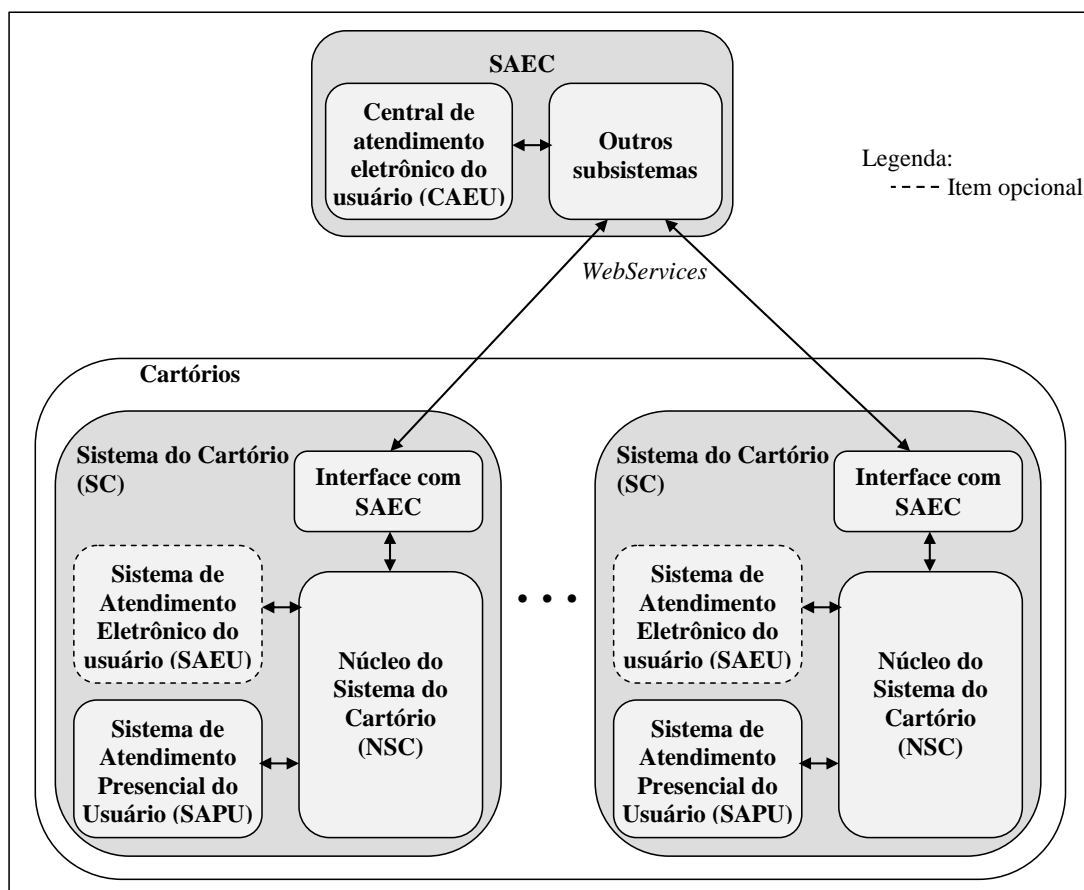 SAEC
Central de
atendimento
eletrônico do
usuário (CAEU)
Outros
subsistemas
Legenda:
Item opcional
WebServices
Cartórios
Sistema do Cartório
(SC)
Interface com
SAEC
Sistema de
Atendimento
Eletrônico do
usuário (SAEU)
Núcleo do
Sistema do
Cartório
(NSC)
Sistema de
Atendimento
Presencial do
Usuário (SAPU)
. . .
Sistema do Cartório
(SC)
Interface com
SAEC
Sistema de
Atendimento
Eletrônico do
usuário (SAEU)
Núcleo do
Sistema do
Cartório
(NSC)
Sistema de
Atendimento
Presencial do
Usuário (SAPU)